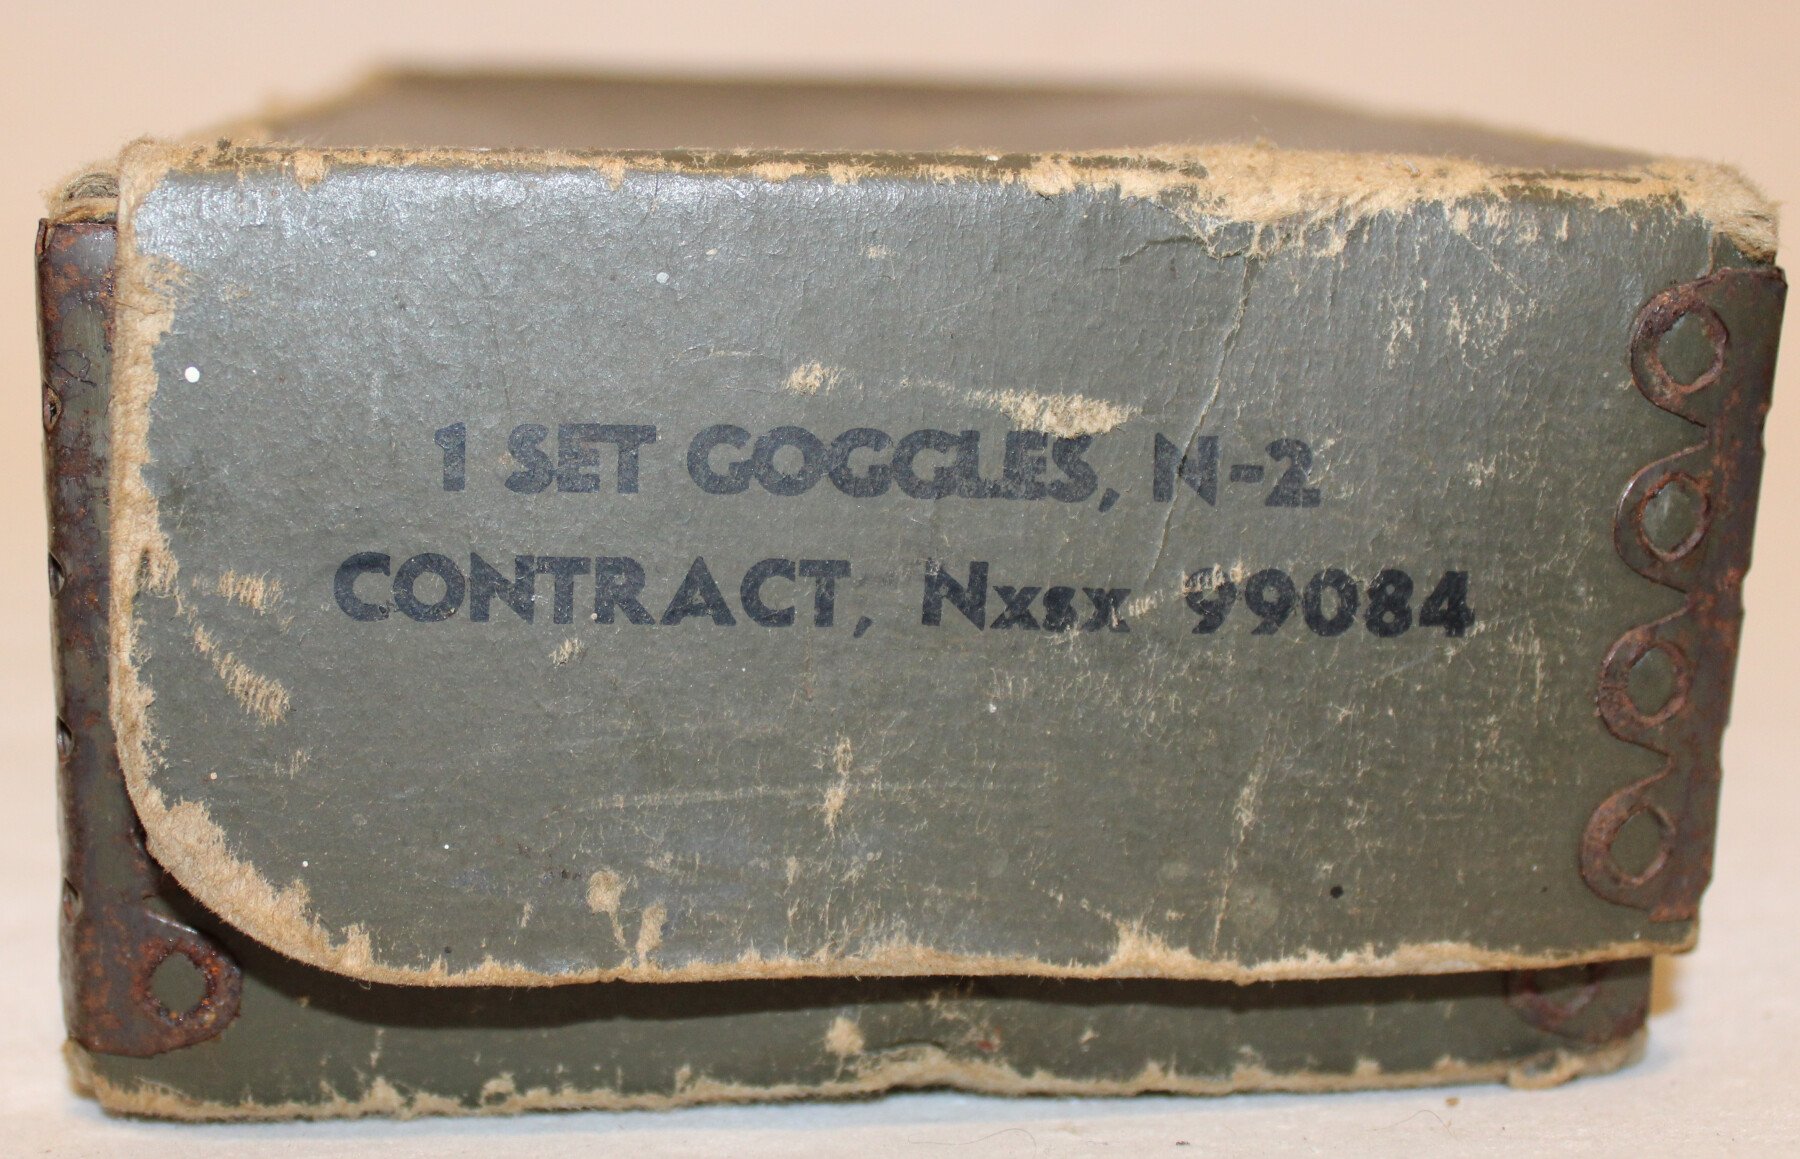 1 SET GOGGLES, N-2
CONTRACT, Nxsx 99084